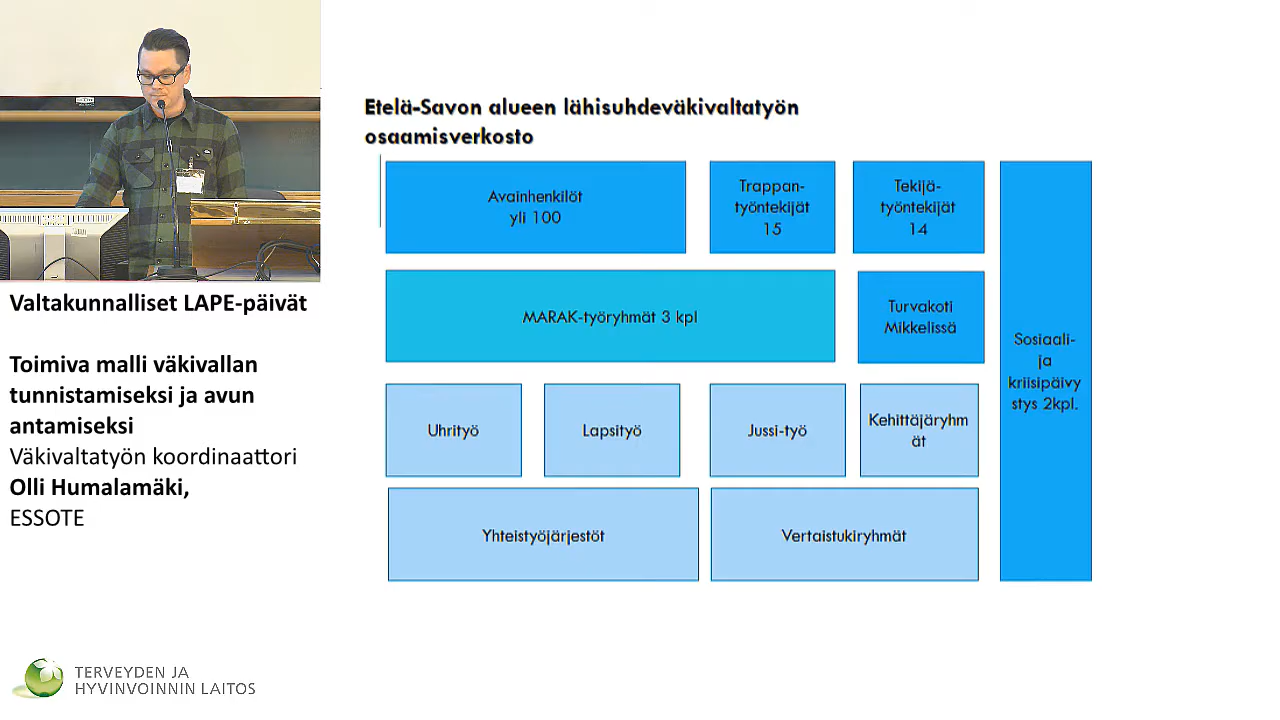 Valtakunnalliset LAPE-päivät
Toimiva malli väkivallan
tunnistamiseksi ja avun
antamiseksi
Väkivaltatyön koordinaattori
Olli Humalamäki,
ESSOTE
TERVEYDEN JA
HYVINVOINNIN LAITOS
Etelä-Savon alueen lähisuhdeväkivaltatyön
osaamisverkosto
Avainhenkilöt
yli 100
Trappan-
työntekijät
15
Tekijä-
työntekijät
14
MARAK-työryhmät 3 kpl
Turvakoti
Mikkelissä
Sosiaali-
ja
kriisipäivy
stys 2kpl.
Uhrityö
Lapsityö
Jussi-työ
Kehittäjäryhm
ät
Yhteistyöjärjestöt
Vertaistukiryhmät